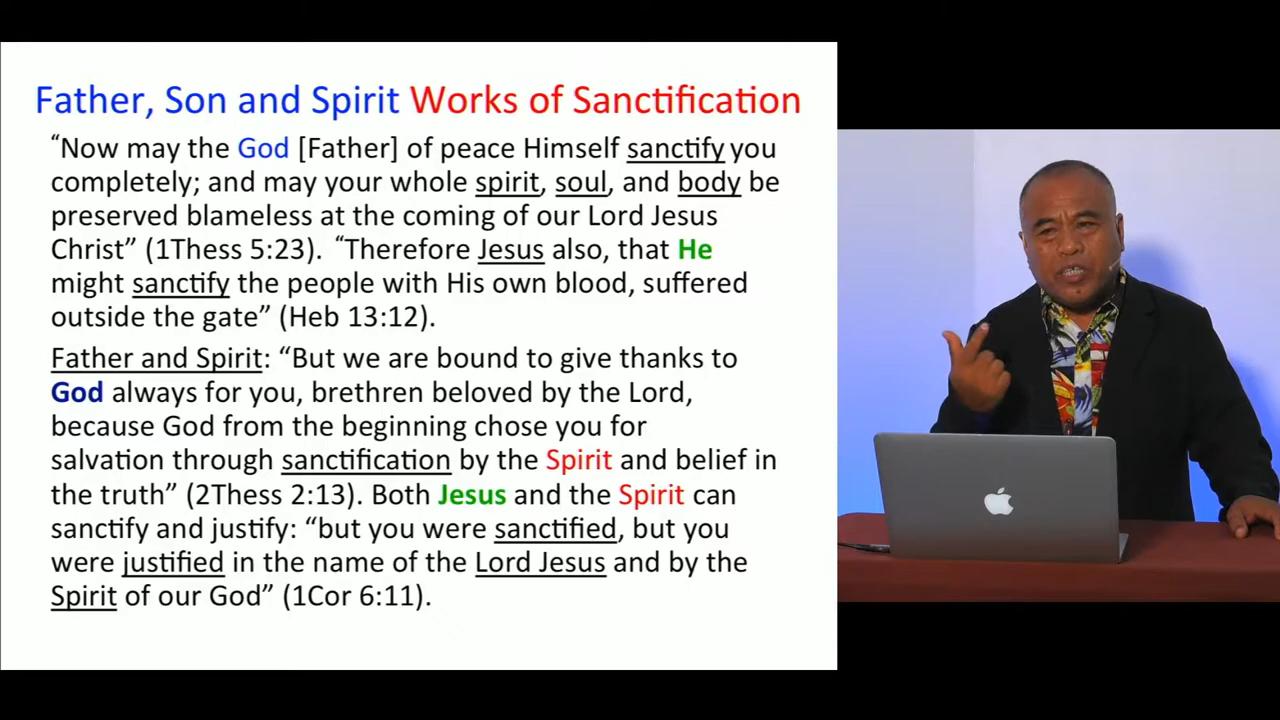 Father, Son and Spirit Works of Sanctification
“Now may the God [Father] of peace Himself sanctify you
completely; and may your whole spirit, soul, and body be
preserved blameless at the coming of our Lord Jesus
Christ” (1Thess 5:23). “Therefore Jesus also, that He
might sanctify the people with His own blood, suffered
outside the gate” (Heb 13:12).
Father and Spirit: “But we are bound to give thanks to
God always for you, brethren beloved by the Lord,
because God from the beginning chose you for
salvation through sanctification by the Spirit and belief in
the truth” (2Thess 2:13). Both Jesus and the Spirit can
sanctify and justify: “but you were sanctified, but you
were justified in the name of the Lord Jesus and by the
Spirit of our God” (1Cor 6:11).